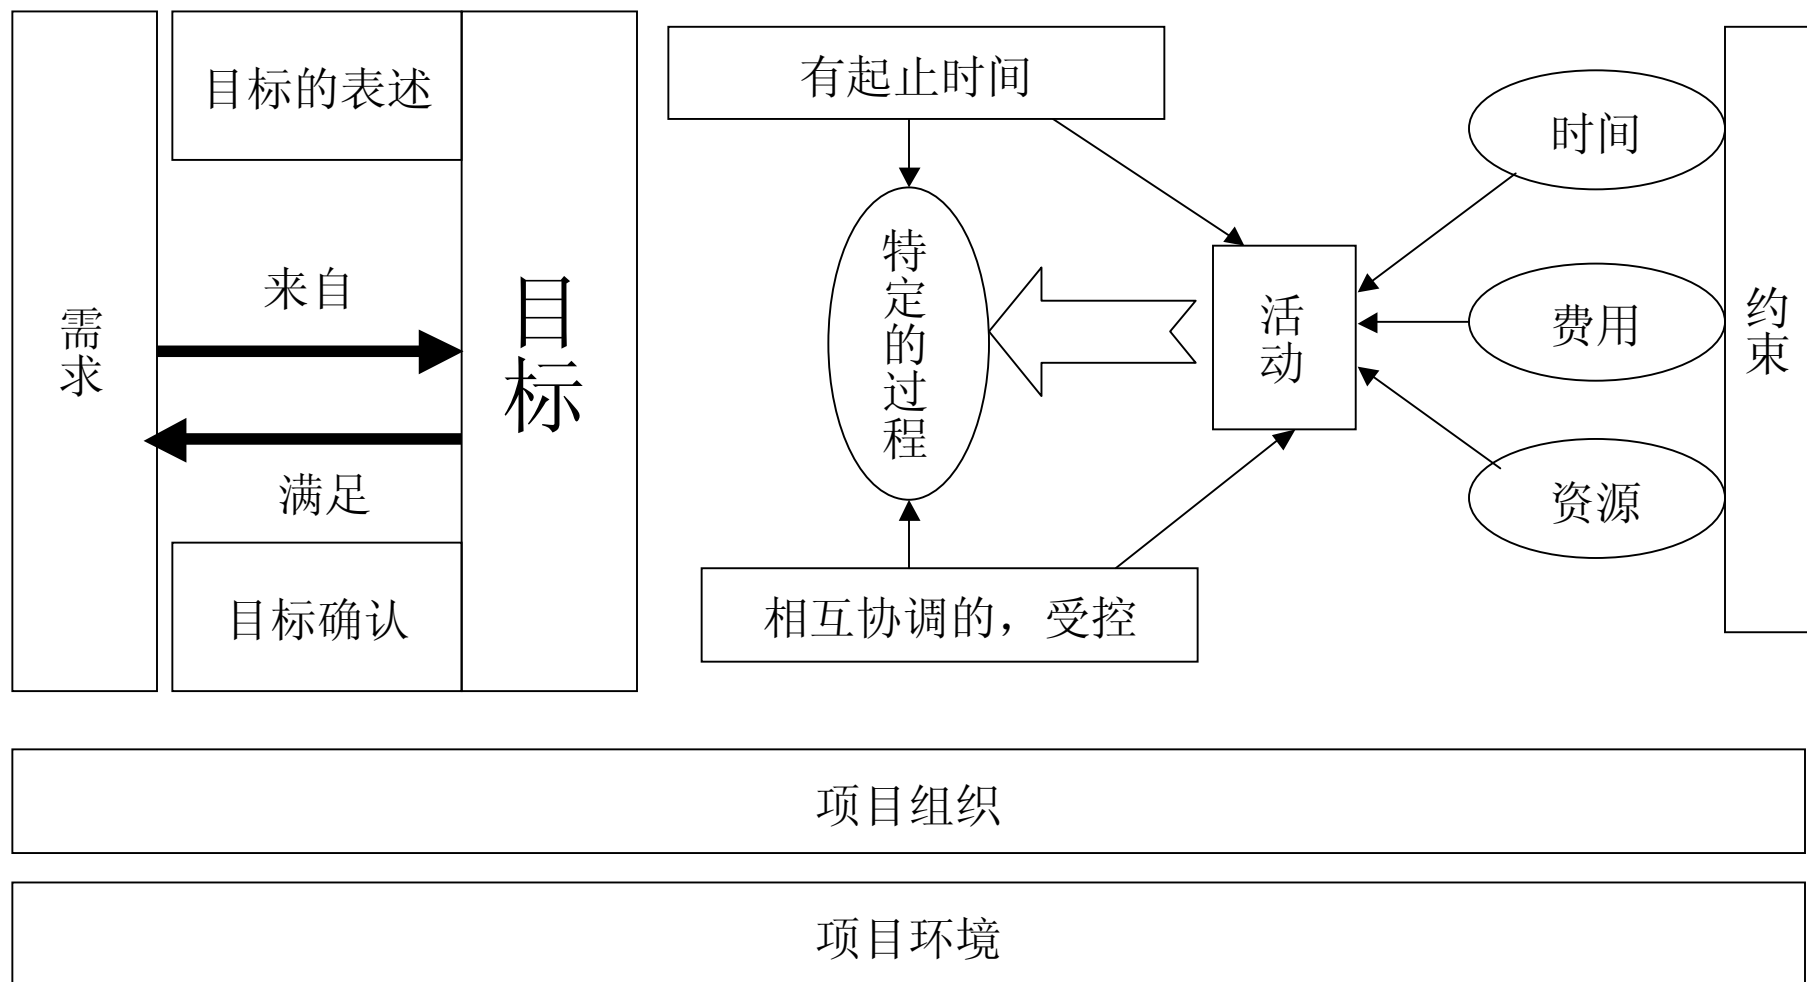 需求
目标的表述
来自
满足
目标确认
目标
有起止时间
特定的过程
相互协调的，受控
活动
时间
费用
资源
约束
项目组织
项目环境